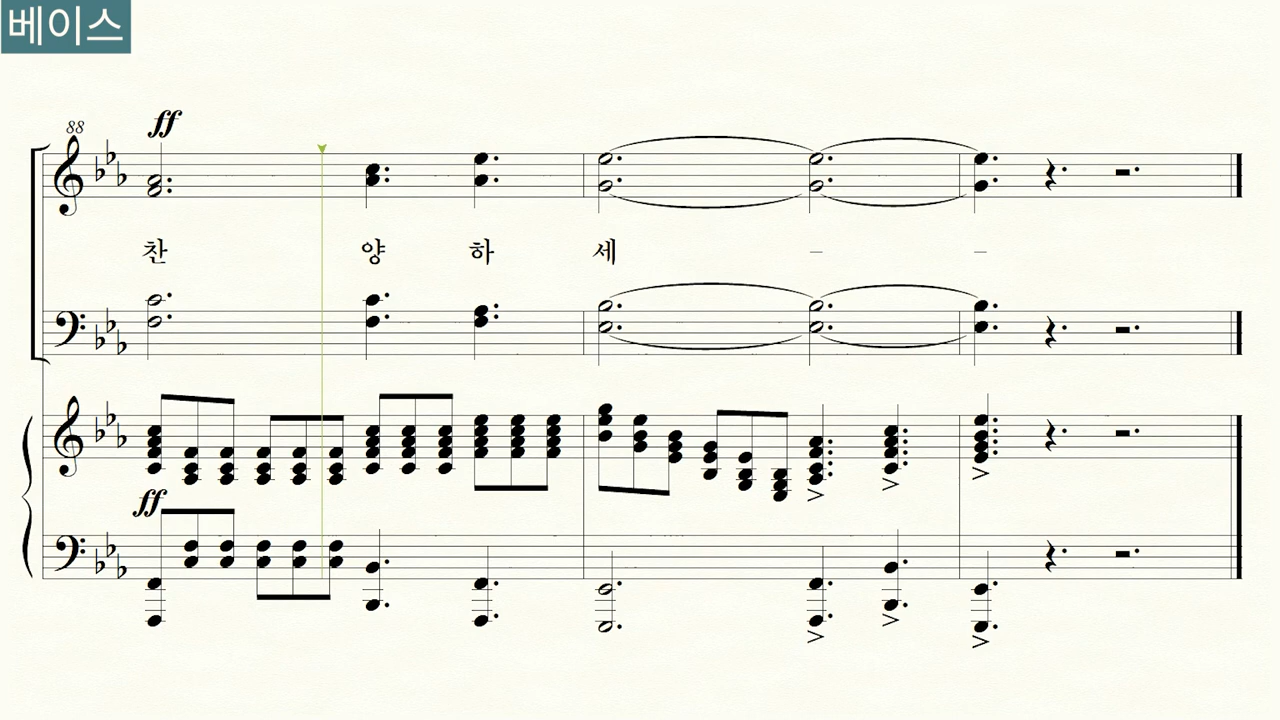 베이스
88
ff
찬 양 하 세 – –
ff